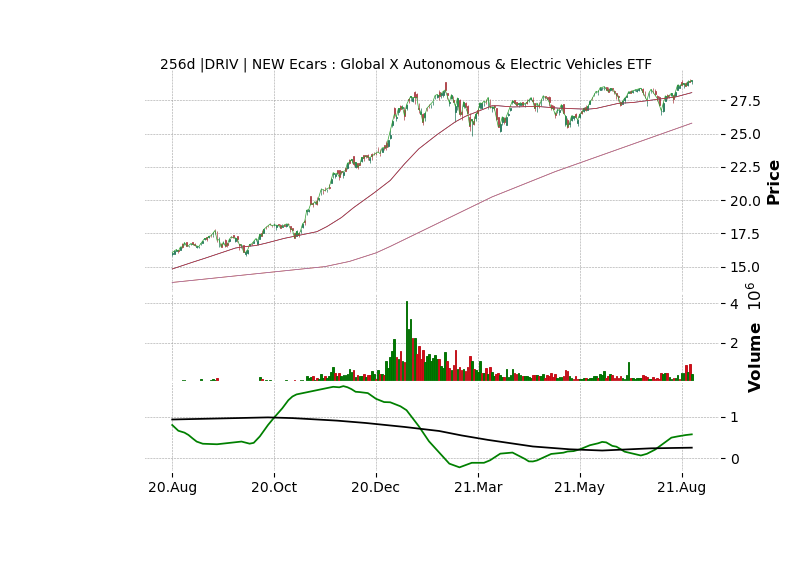 256d |DRIV | NEW Ecars : Global X Autonomous & Electric Vehicles ETF
27.5
25.0
22.5
20.0
17.5
15.0
Price
4
2
Volume 10^6
1
0
20.Aug 20.Oct 20.Dec 21.Mar 21.May 21.Aug